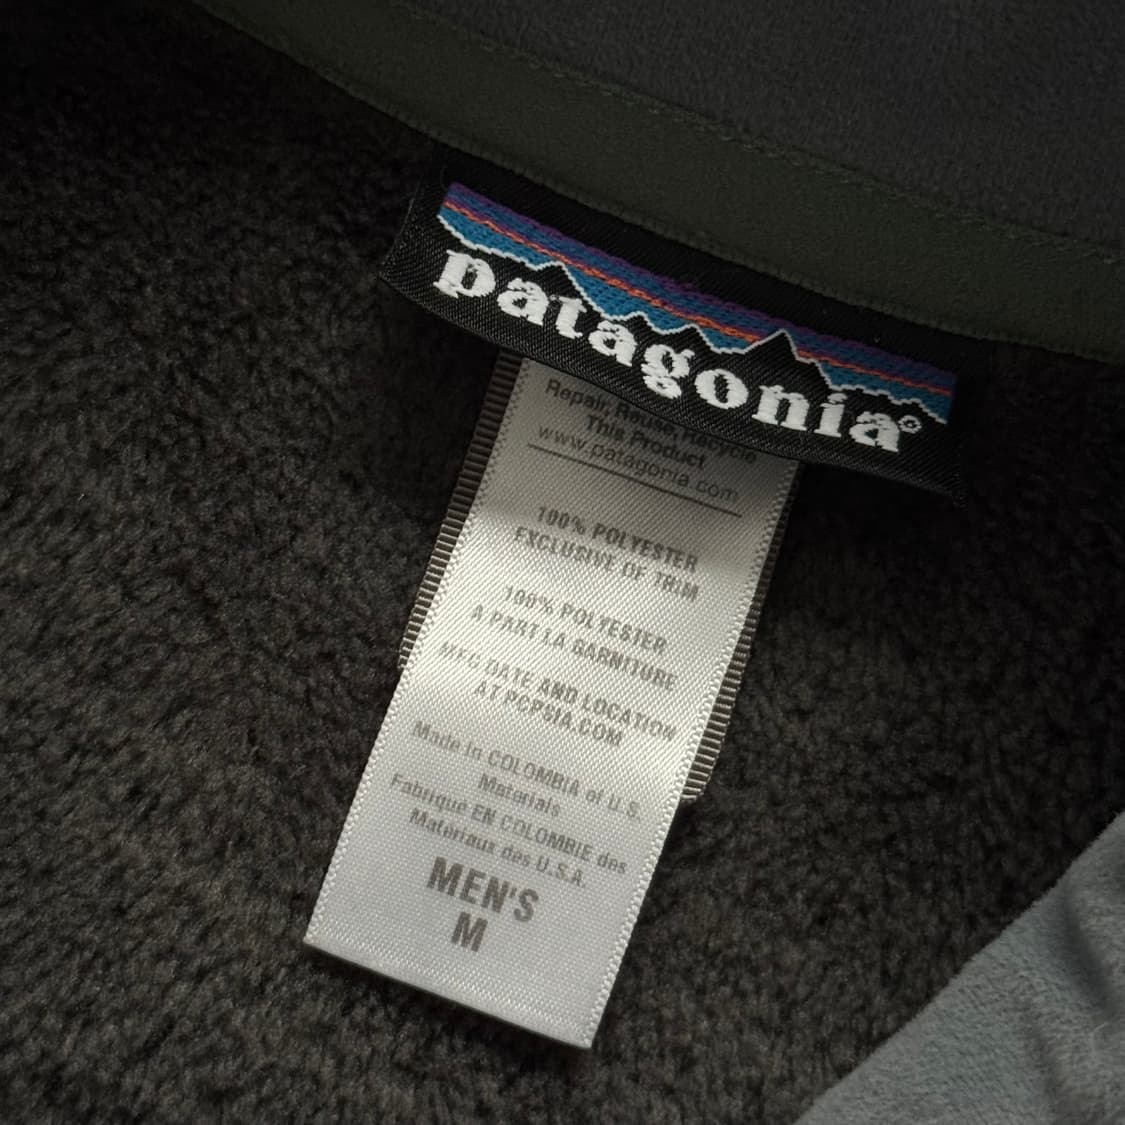 patagonia®
Repair, Reuse, Recycle
This Product
www.patagonia.com
100% POLYESTER
EXCLUSIVE OF TRIM
100% POLYESTER
A PART LA GARNITURE
MFG DATE AND LOCATION
AT PCPSIA.COM
Made in COLOMBIA of U.S.
Materials
Fabriqué EN COLOMBIE des
Matériaux des U.S.A.
MEN'S
M